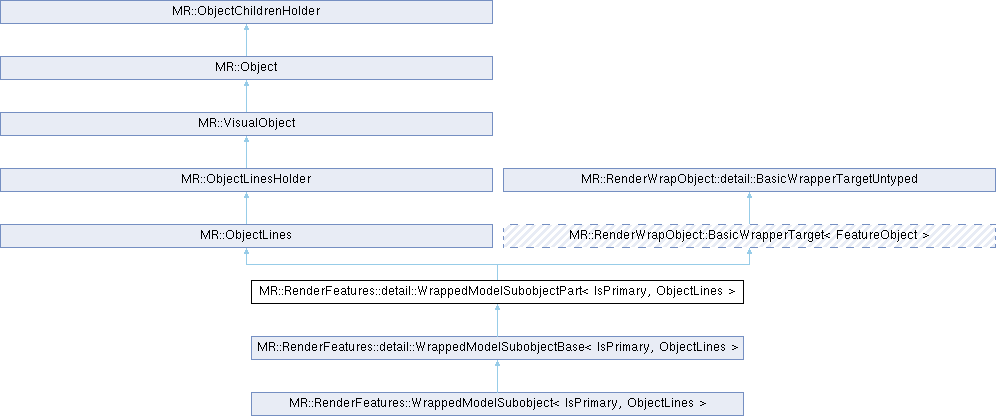 MR::ObjectChildrenHolder
MR::Object
MR::VisualObject
MR::ObjectLinesHolder
MR::RenderWrapObject::detail::BasicWrapperTargetUntyped
MR::ObjectLines
MR::RenderWrapObject::BasicWrapperTarget< FeatureObject >
MR::RenderFeatures::detail::WrappedModelSubobjectPart< IsPrimary, ObjectLines >
MR::RenderFeatures::detail::WrappedModelSubobjectBase< IsPrimary, ObjectLines >
MR::RenderFeatures::WrappedModelSubobject< IsPrimary, ObjectLines >